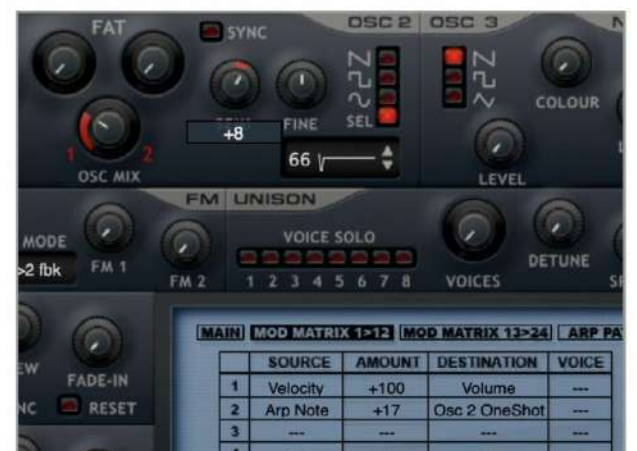 FAT
SYNC
OSC 2
OSC 3
COLOUR
+8
FINE
SEL
1
2
OSC MIX
66
LEVEL
FM
UNISON
MODE
>2 fbk
FM 1
FM 2
VOICE SOLO
1 2 3 4 5 6 7 8
VOICES
DETUNE
FADE-IN
RESET
MAIN MOD MATRIX 1>12 MOD MATRIX 13>24 ARP
SOURCE AMOUNT DESTINATION VOICE
1 Velocity +100 Volume ---
2 Arp Note +17 Osc 2 OneShot ---
3 --- --- --- ---